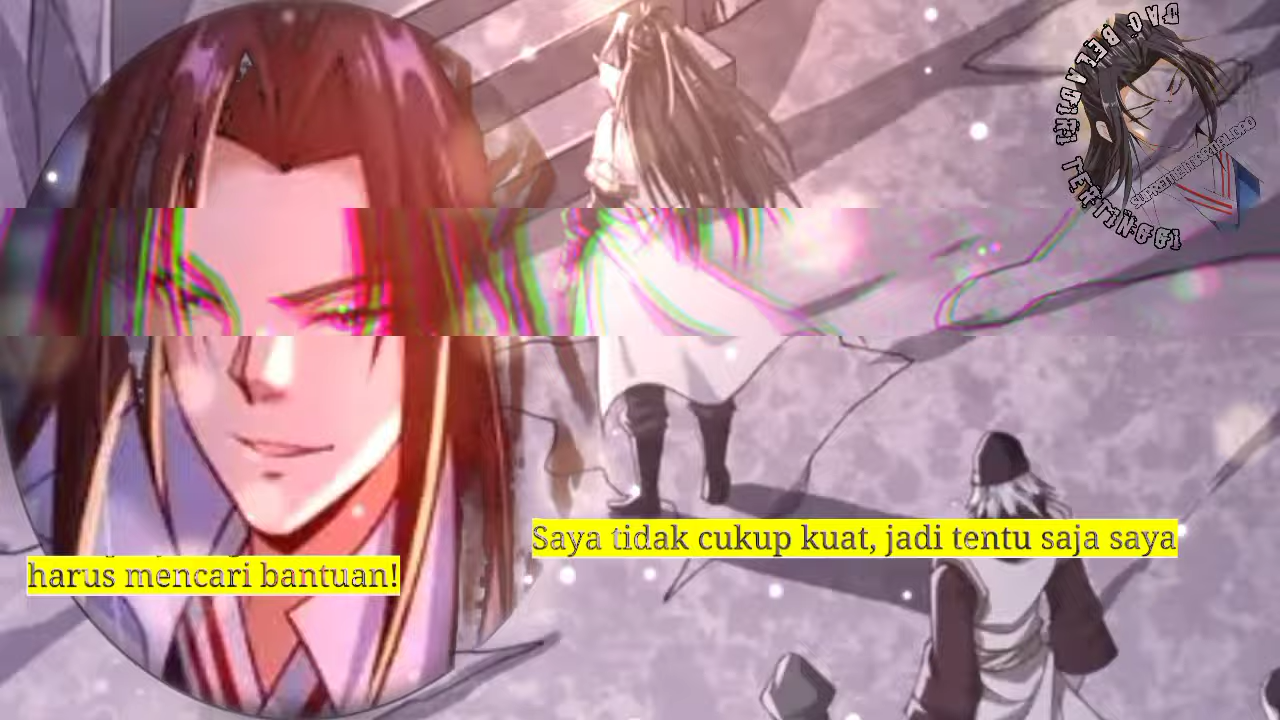 Saya tidak cukup kuat, jadi tentu saja saya
harus mencari bantuan!